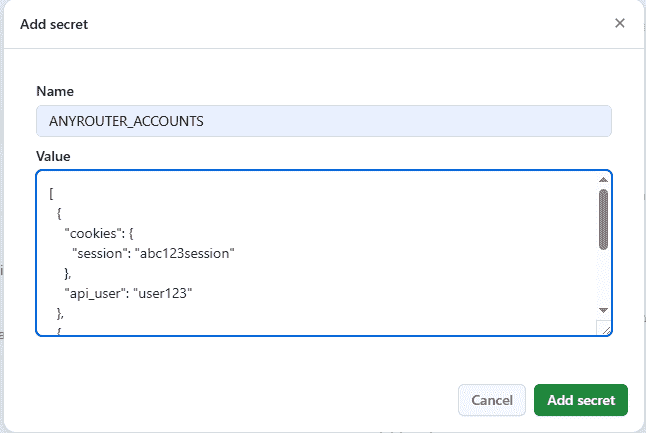 Add secret
Name
ANYROUTER_ACCOUNTS
Value
[
  {
    "cookies": {
      "session": "abc123session"
    },
    "api_user": "user123"
  },
  {
Cancel
Add secret